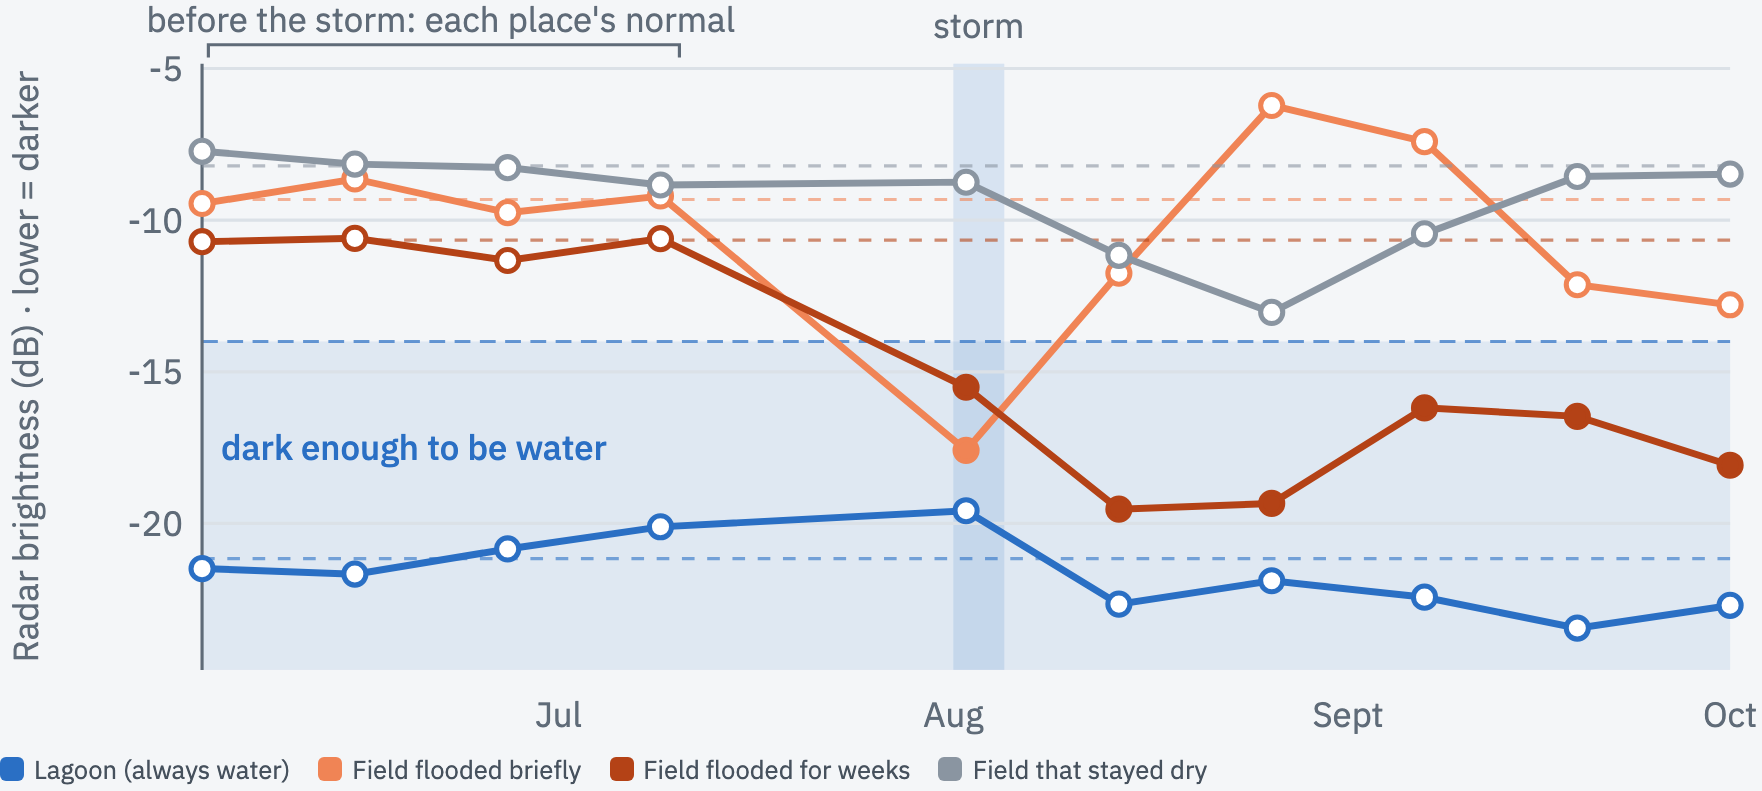 before the storm: each place's normal
storm
Radar brightness (dB) · lower = darker
-5
-10
-15
-20
dark enough to be water
Jul
Aug
Sept
Oct
Lagoon (always water)
Field flooded briefly
Field flooded for weeks
Field that stayed dry